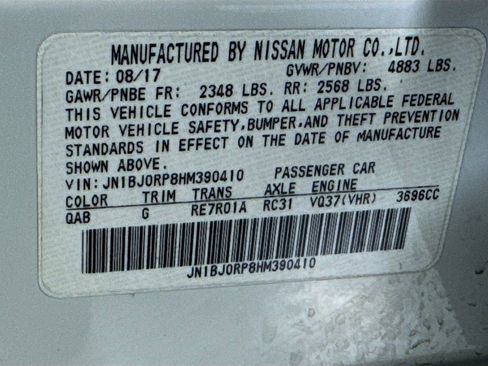 MANUFACTURED BY NISSAN MOTOR CO.,LTD.
DATE: 08/17 GVWR/PNBV: 4883 LBS.
GAWR/PNBE FR: 2348 LBS. RR: 2568 LBS.
THIS VEHICLE CONFORMS TO ALL APPLICABLE FEDERAL
MOTOR VEHICLE SAFETY,BUMPER,AND THEFT PREVENTION
STANDARDS IN EFFECT ON THE DATE OF MANUFACTURE
SHOWN ABOVE.
VIN: JN1BJ0RP8HM390410 PASSENGER CAR
COLOR TRIM TRANS AXLE ENGINE
QAB G RE7R01A RC31 VQ37(VHR) 3696CC
JN1BJ0RP8HM390410